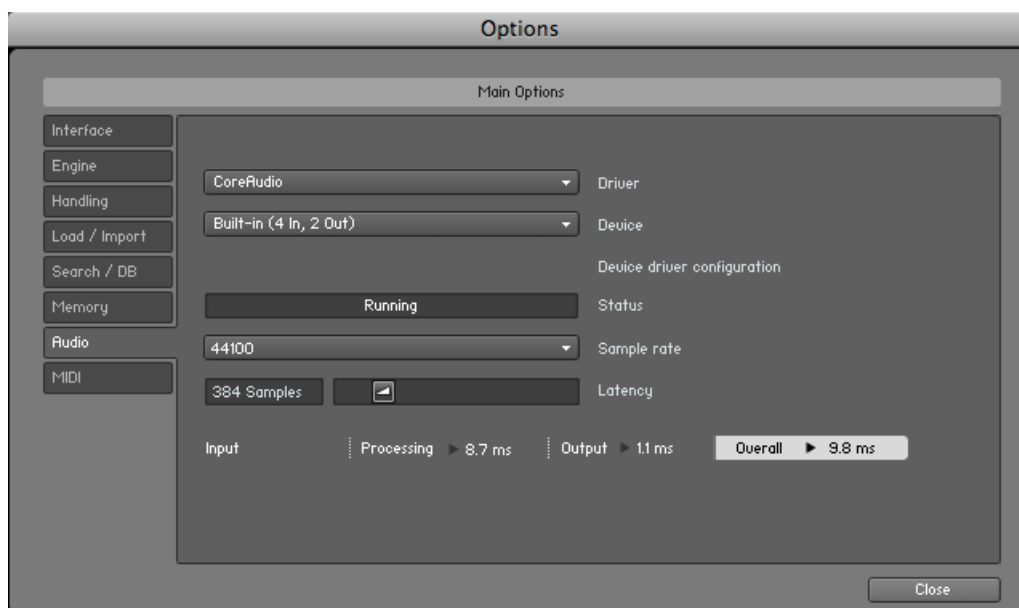 Options
Main Options
Interface
Engine
Handling
Load / Import
Search / DB
Memory
Audio
MIDI
CoreAudio Driver
Built-in (4 In, 2 Out) Device
Device driver configuration
Running Status
44100 Sample rate
384 Samples Latency
Input Processing 8.7 ms Output 1.1 ms Overall 9.8 ms
Close